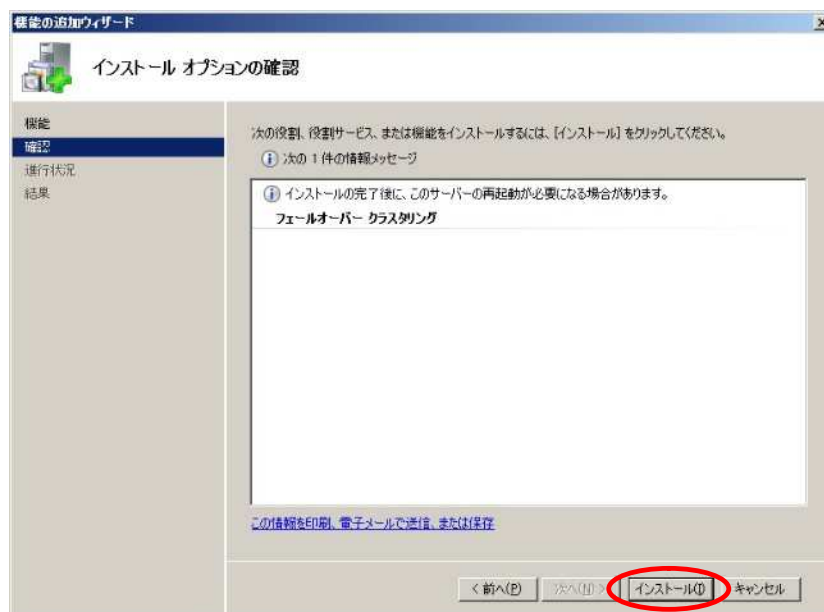 機能の追加ウィザード
インストール オプションの確認
機能
確認
進行状況
結果
次の役割、役割サービス、または機能をインストールするには、[インストール] をクリックしてください。
次の 1 件の情報メッセージ
インストールの完了後に、このサーバーの再起動が必要になる場合があります。
フェールオーバー クラスタリング
この情報を印刷、電子メールで送信、または保存
< 前へ(P) 次へ(N) > インストール(I) キャンセル